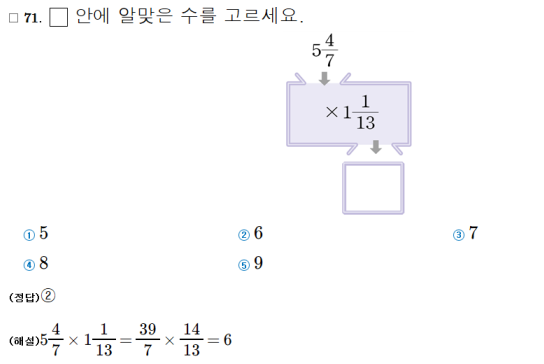 □ 71. □ 안에 알맞은 수를 고르세요.
5 4/7
× 1 1/13
① 5 ② 6 ③ 7
④ 8 ⑤ 9
(정답)②
(해설)5 4/7 × 1 1/13 = 39/7 × 14/13 = 6